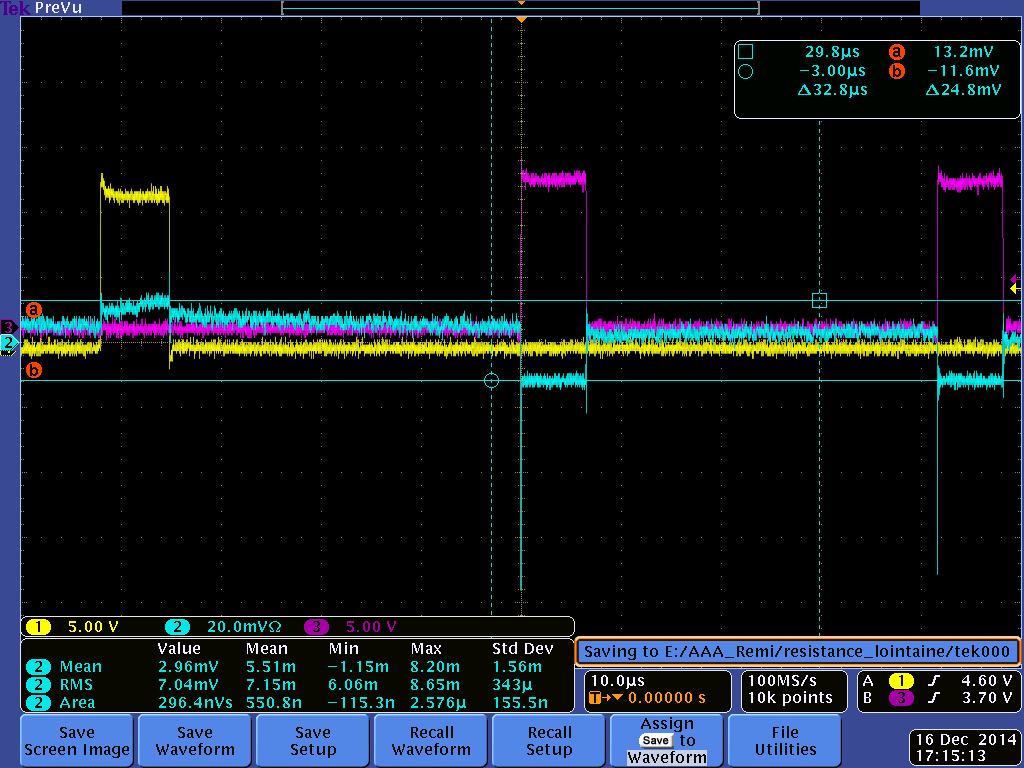 Tek PreVu
29.8µs a 13.2mV
−3.00µs b −11.6mV
Δ32.8µs Δ24.8mV
a
3
2
b
1 5.00 V 2 20.0mVΩ 3 5.00 V
Value Mean Min Max Std Dev
2 Mean 2.96mV 5.51m −1.15m 8.20m 1.56m
2 RMS 7.04mV 7.15m 6.06m 8.65m 343µ
2 Area 296.4nVs 550.8n −115.3n 2.576µ 155.5n
Saving to E:/AAA_Remi/resistance_lointaine/tek000
10.0µs
T→▼0.00000 s
100MS/s
10k points
A 1 4.60 V
B 3 3.70 V
Save
Screen Image
Save
Waveform
Save
Setup
Recall
Waveform
Recall
Setup
Assign
Save to
Waveform
File
Utilities
16 Dec 2014
17:15:13